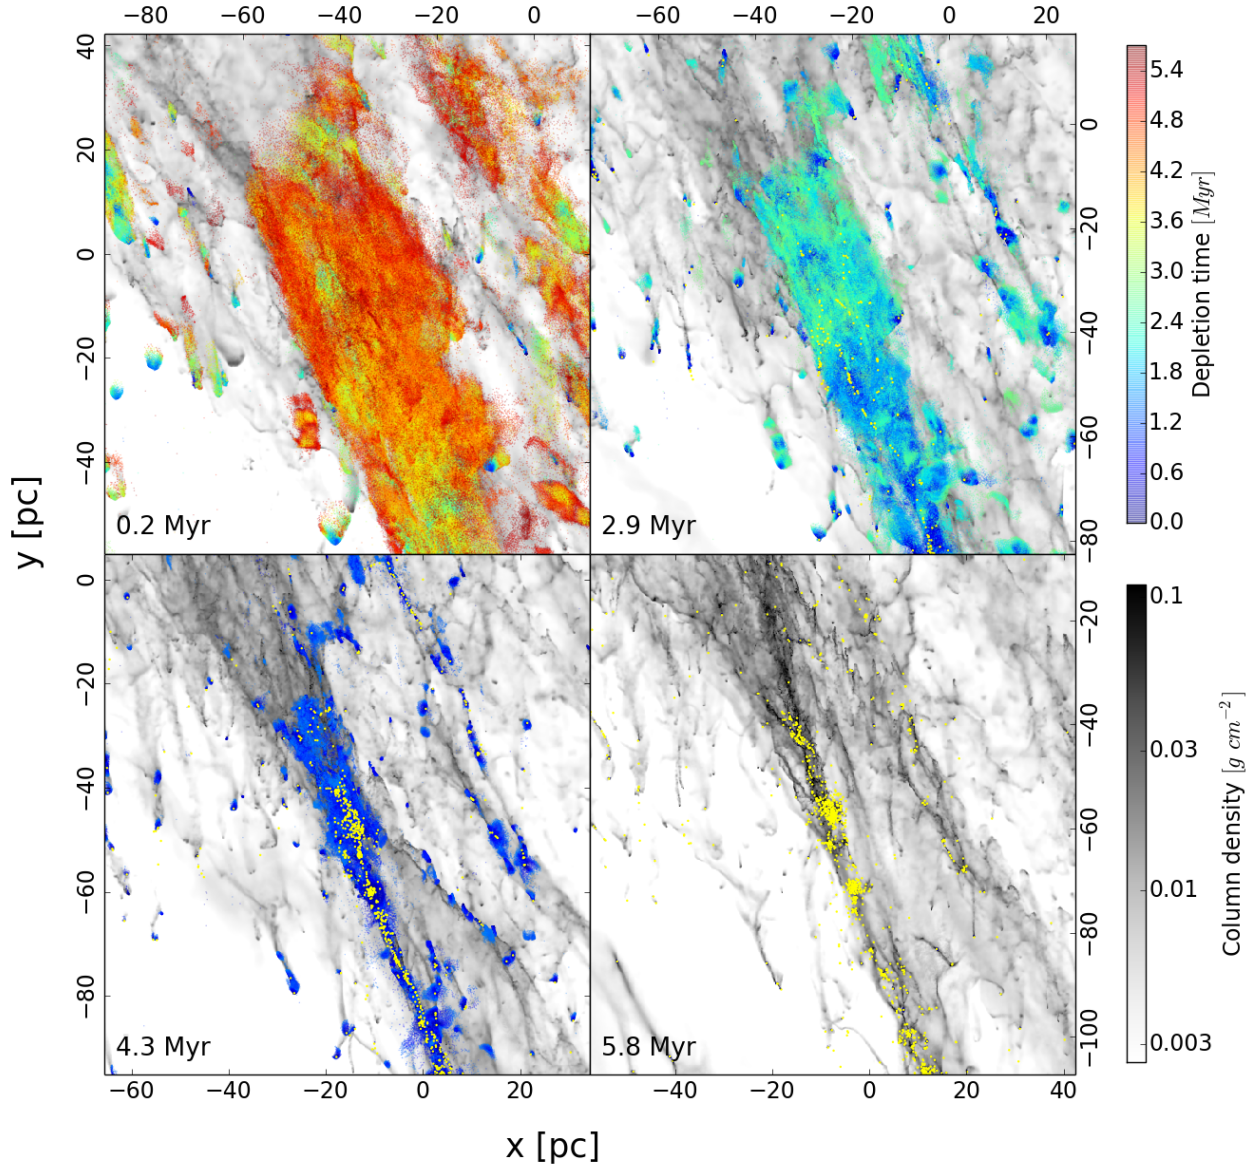 −80 −60 −40 −20 0
−60 −40 −20 0 20
40
20
0
−20
−40
0
−20
−40
−60
−80
0.2 Myr
2.9 Myr
5.4
4.8
4.2
3.6
3.0
2.4
1.8
1.2
0.6
0.0
Depletion time [Myr]
y [pc]
0
−20
−40
−60
−80
−20
−40
−60
−80
−100
4.3 Myr
5.8 Myr
0.1
0.03
0.01
0.003
Column density [g cm−2]
−60 −40 −20 0 20
−20 0 20 40
x [pc]